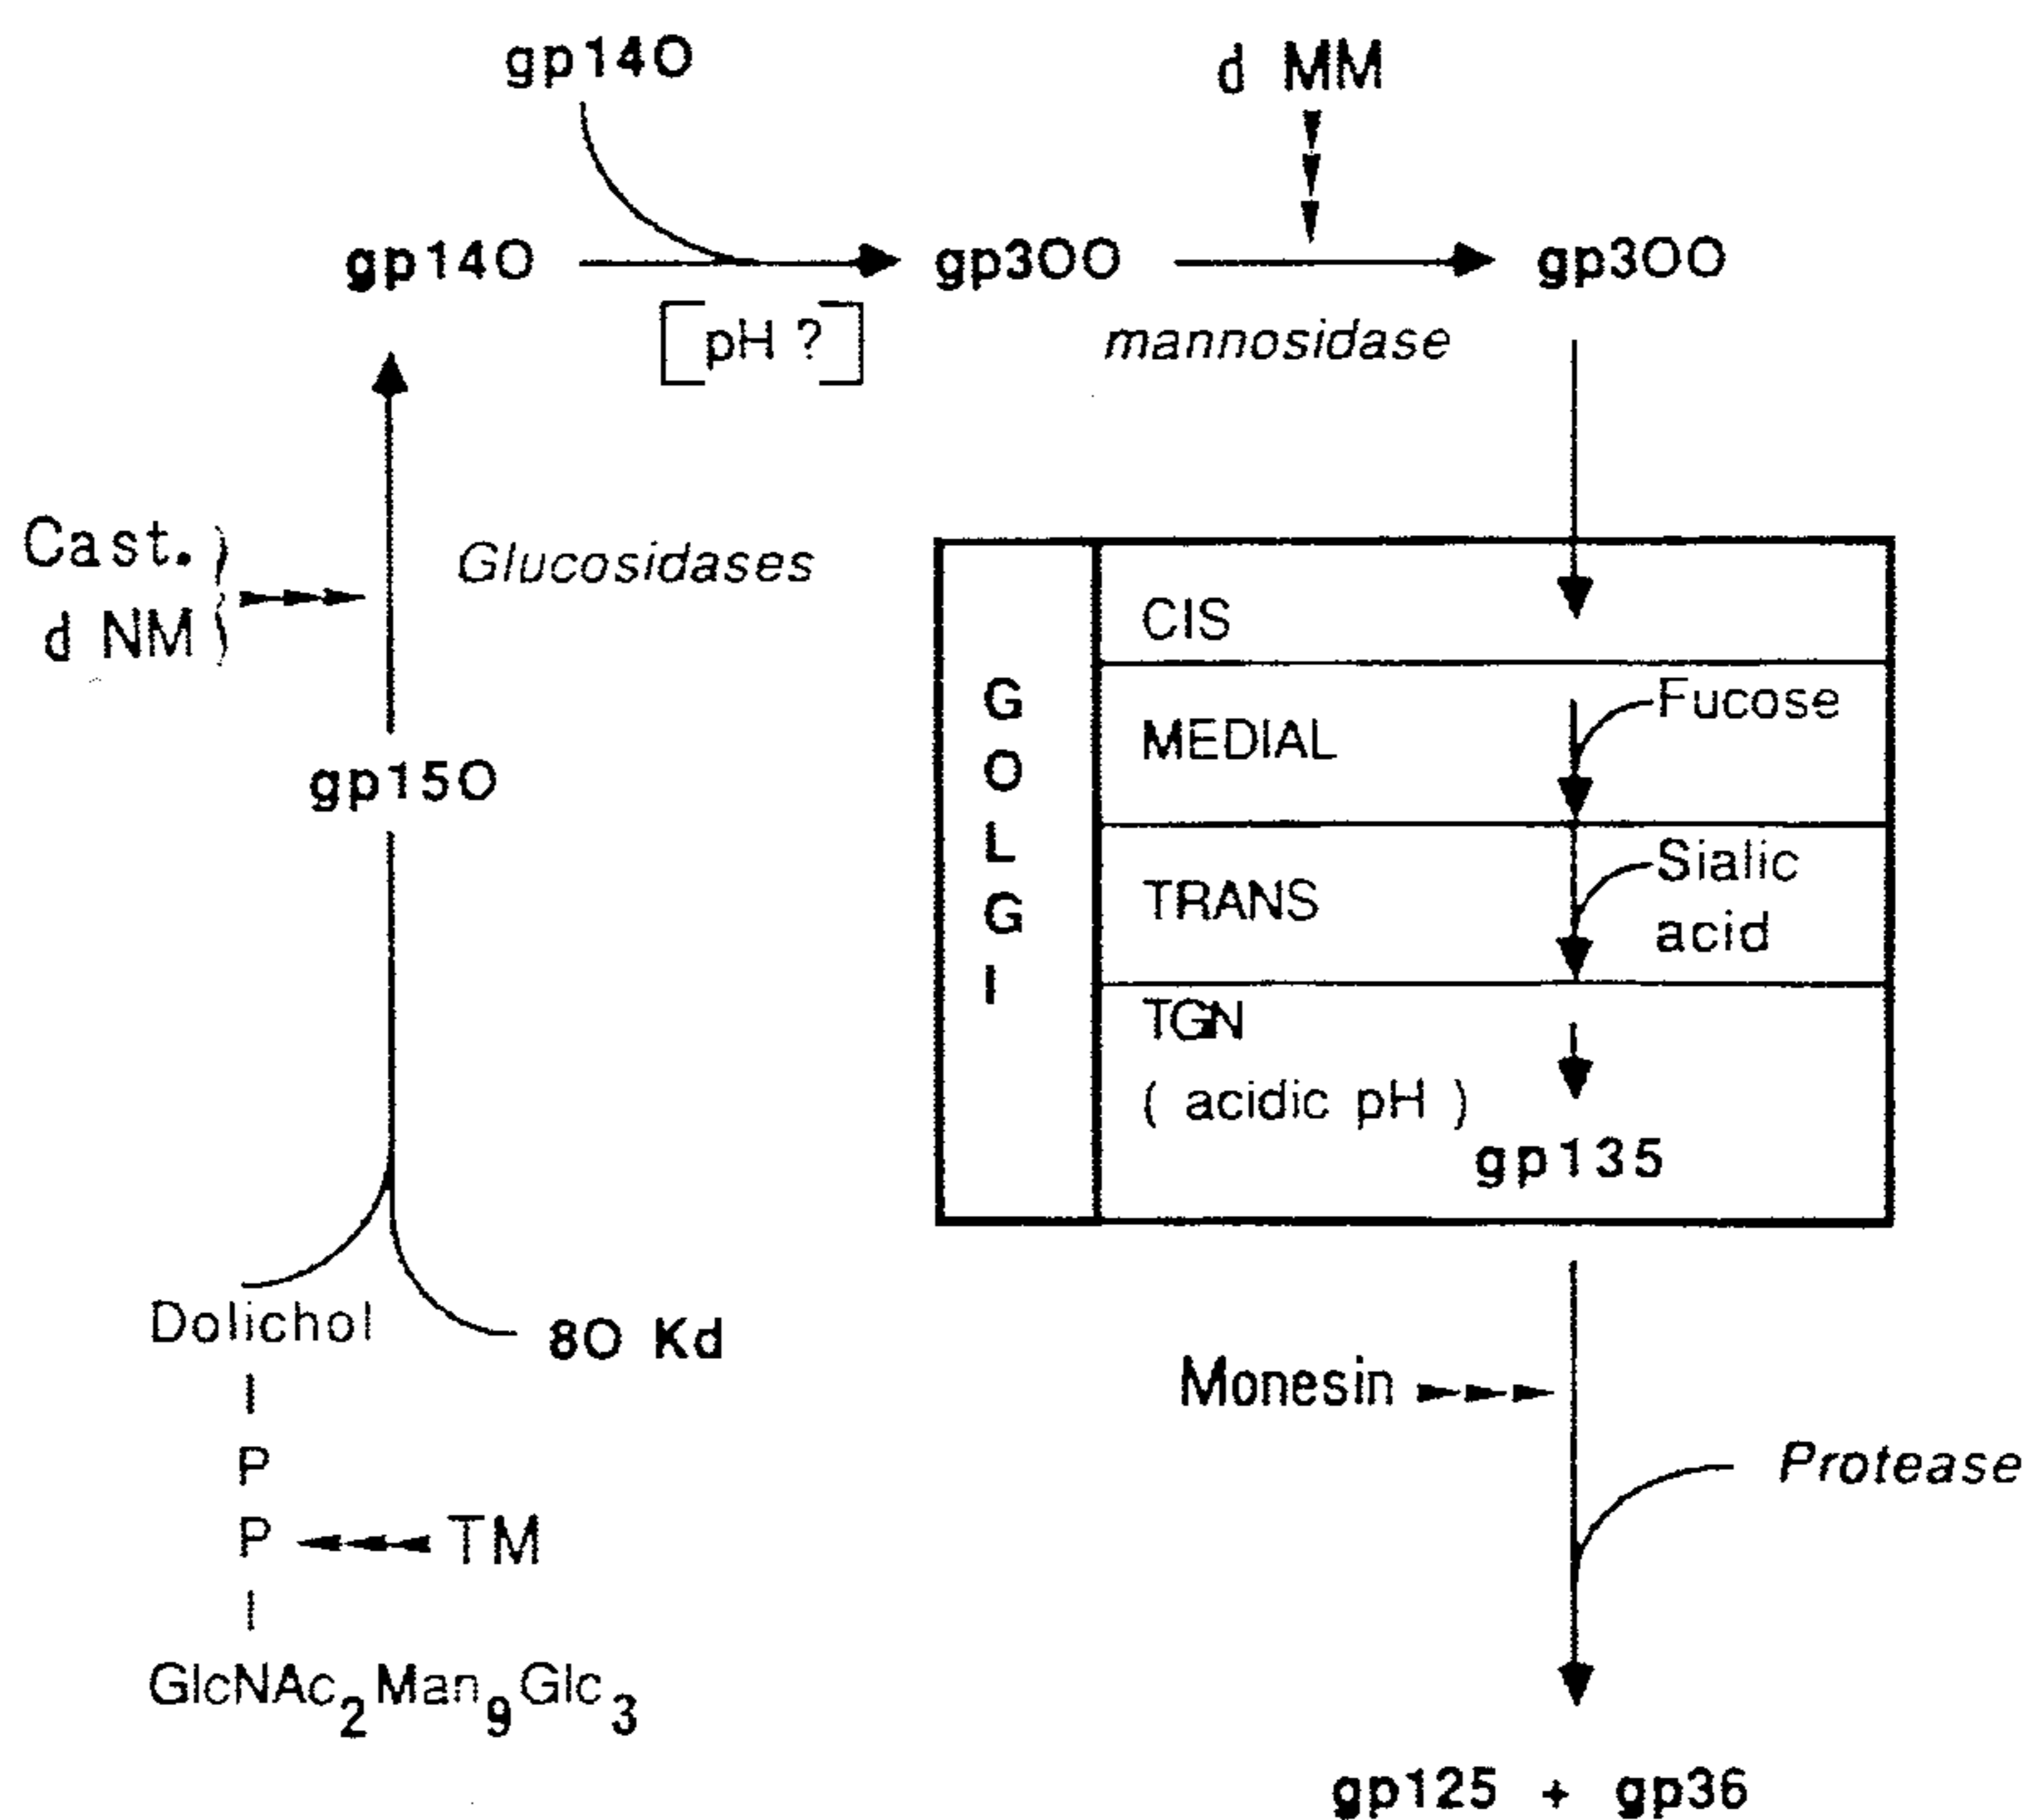 gp140
d MM
gp140
gp300
gp300
[pH ?]
mannosidase
Cast.
d NM
Glucosidases
gp150
GOLGI
CIS
MEDIAL
Fucose
TRANS
Sialic
acid
TGN
( acidic pH )
gp135
Dolichol
80 Kd
P
P
TM
GlcNAc2Man9Glc3
Monesin
Protease
gp125 + gp36